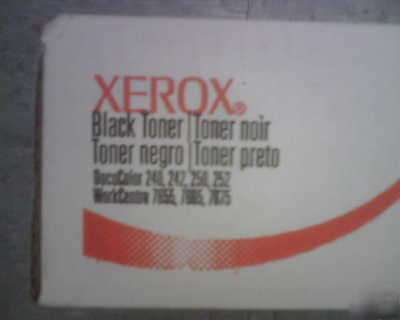 XEROX®
Black Toner | Toner noir
Toner negro | Toner preto
DocuColor 240, 242, 250, 252
WorkCentre 7655, 7665, 7675